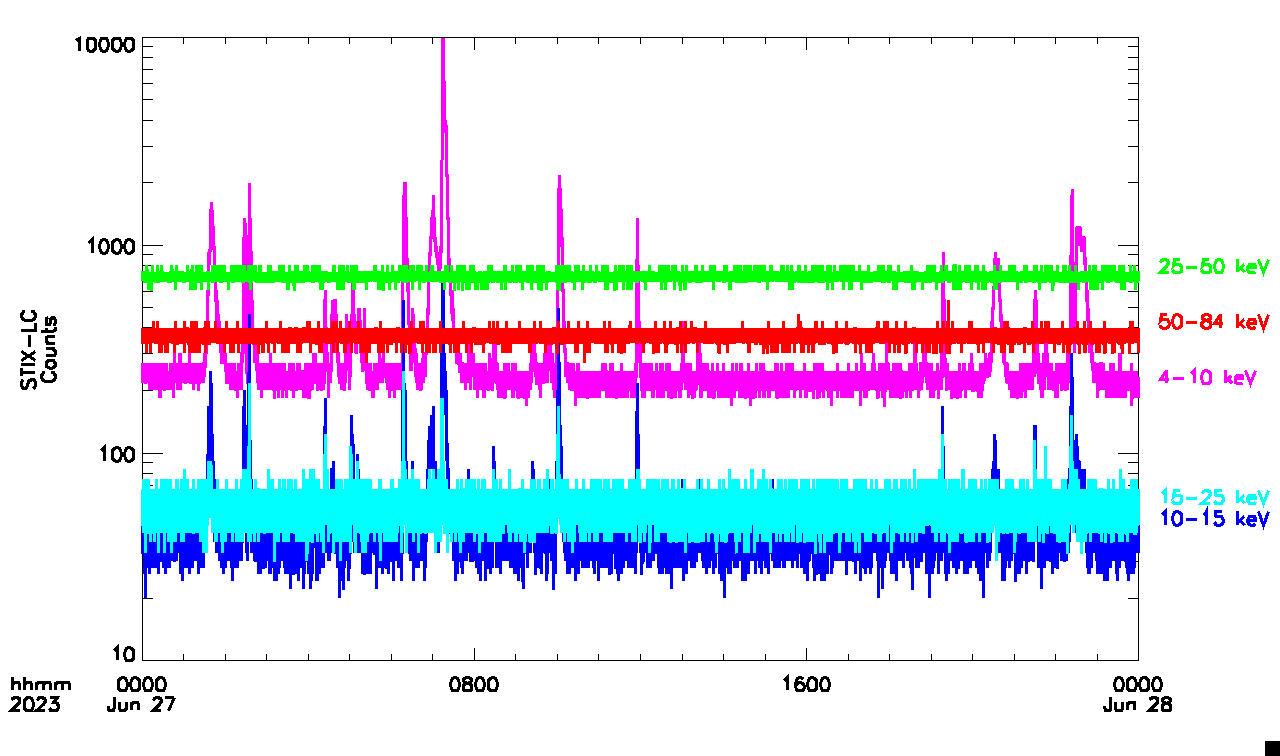 10000
1000
100
10
STIX-LC
Counts
25-50 keV
50-84 keV
4-10 keV
15-25 keV
10-15 keV
hhmm 0000 0800 1600 0000
2023 Jun 27 Jun 28